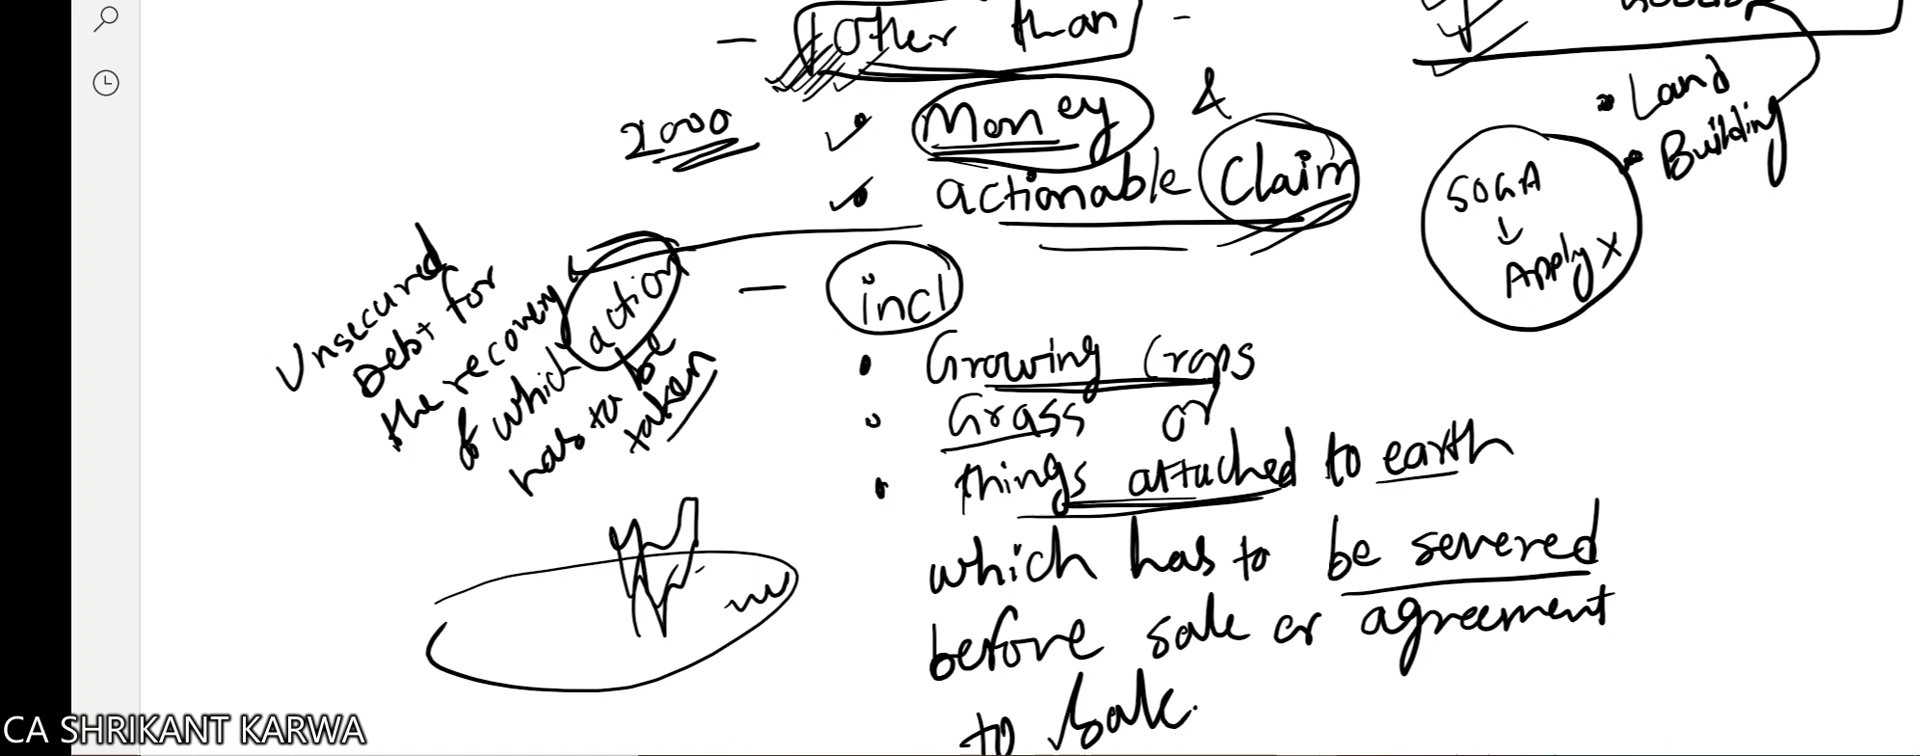 - other than -
2000 Money &
actionable Claim
• Land
• Building
SOGA
↓
Apply X
Unsecured
Debt for
the recovery
of which action
has to be
taken
- incl
• Growing Crops
• Grass or
• things attached to earth
which has to be severed
before sale or agreement
to sale.
CA SHRIKANT KARWA